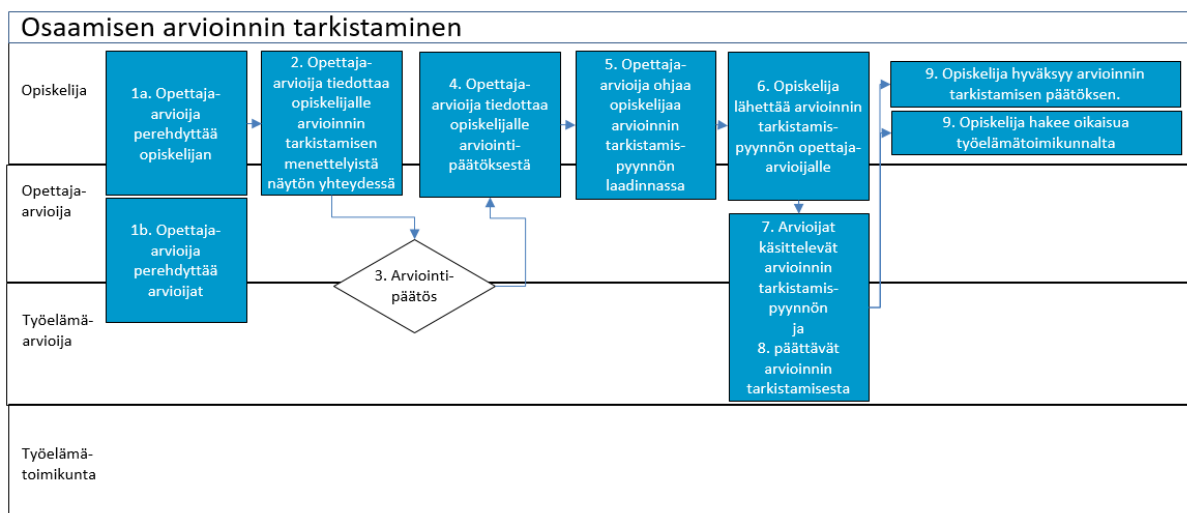 Osaamisen arvioinnin tarkistaminen
Opiskelija
1a. Opettaja-
arvioija
perehdyttää
opiskelijan
2. Opettaja-
arvioija tiedottaa
opiskelijalle
arvioinnin
tarkistamisen
menettelyistä
näytön yhteydessä
4. Opettaja-
arvioija tiedottaa
opiskelijalle
arviointi-
päätöksestä
5. Opettaja-
arvioija ohjaa
opiskelijaa
arvioinnin
tarkistamis-
pyynnön
laadinnassa
6. Opiskelija
lähettää arvioinnin
tarkistamis-
pyynnön opettaja-
arvioijalle
9. Opiskelija hyväksyy arvioinnin
tarkistamisen päätöksen.
9. Opiskelija hakee oikaisua
työelämätoimikunnalta
Opettaja-
arvioija
1b. Opettaja-
arvioija
perehdyttää
arvioijat
3. Arviointi-
päätös
7. Arvioijat
käsittelevät
arvioinnin
tarkistamis-
pyynnön
ja
8. päättävät
arvioinnin
tarkistamisesta
Työelämä-
arvioija
Työelämä-
toimikunta